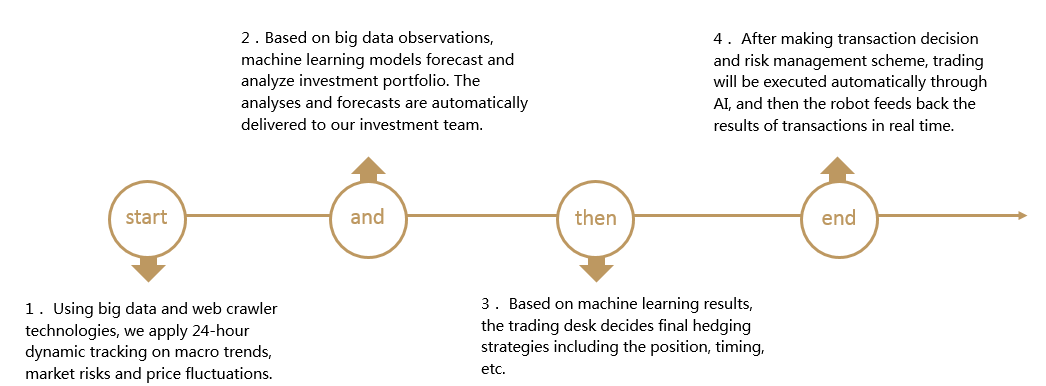 2．Based on big data observations,
machine learning models forecast and
analyze investment portfolio. The
analyses and forecasts are automatically
delivered to our investment team.
4． After making transaction decision
and risk management scheme, trading
will be executed automatically through
AI, and then the robot feeds back the
results of transactions in real time.
start
and
then
end
1． Using big data and web crawler
technologies, we apply 24-hour
dynamic tracking on macro trends,
market risks and price fluctuations.
3． Based on machine learning results,
the trading desk decides final hedging
strategies including the position, timing,
etc.